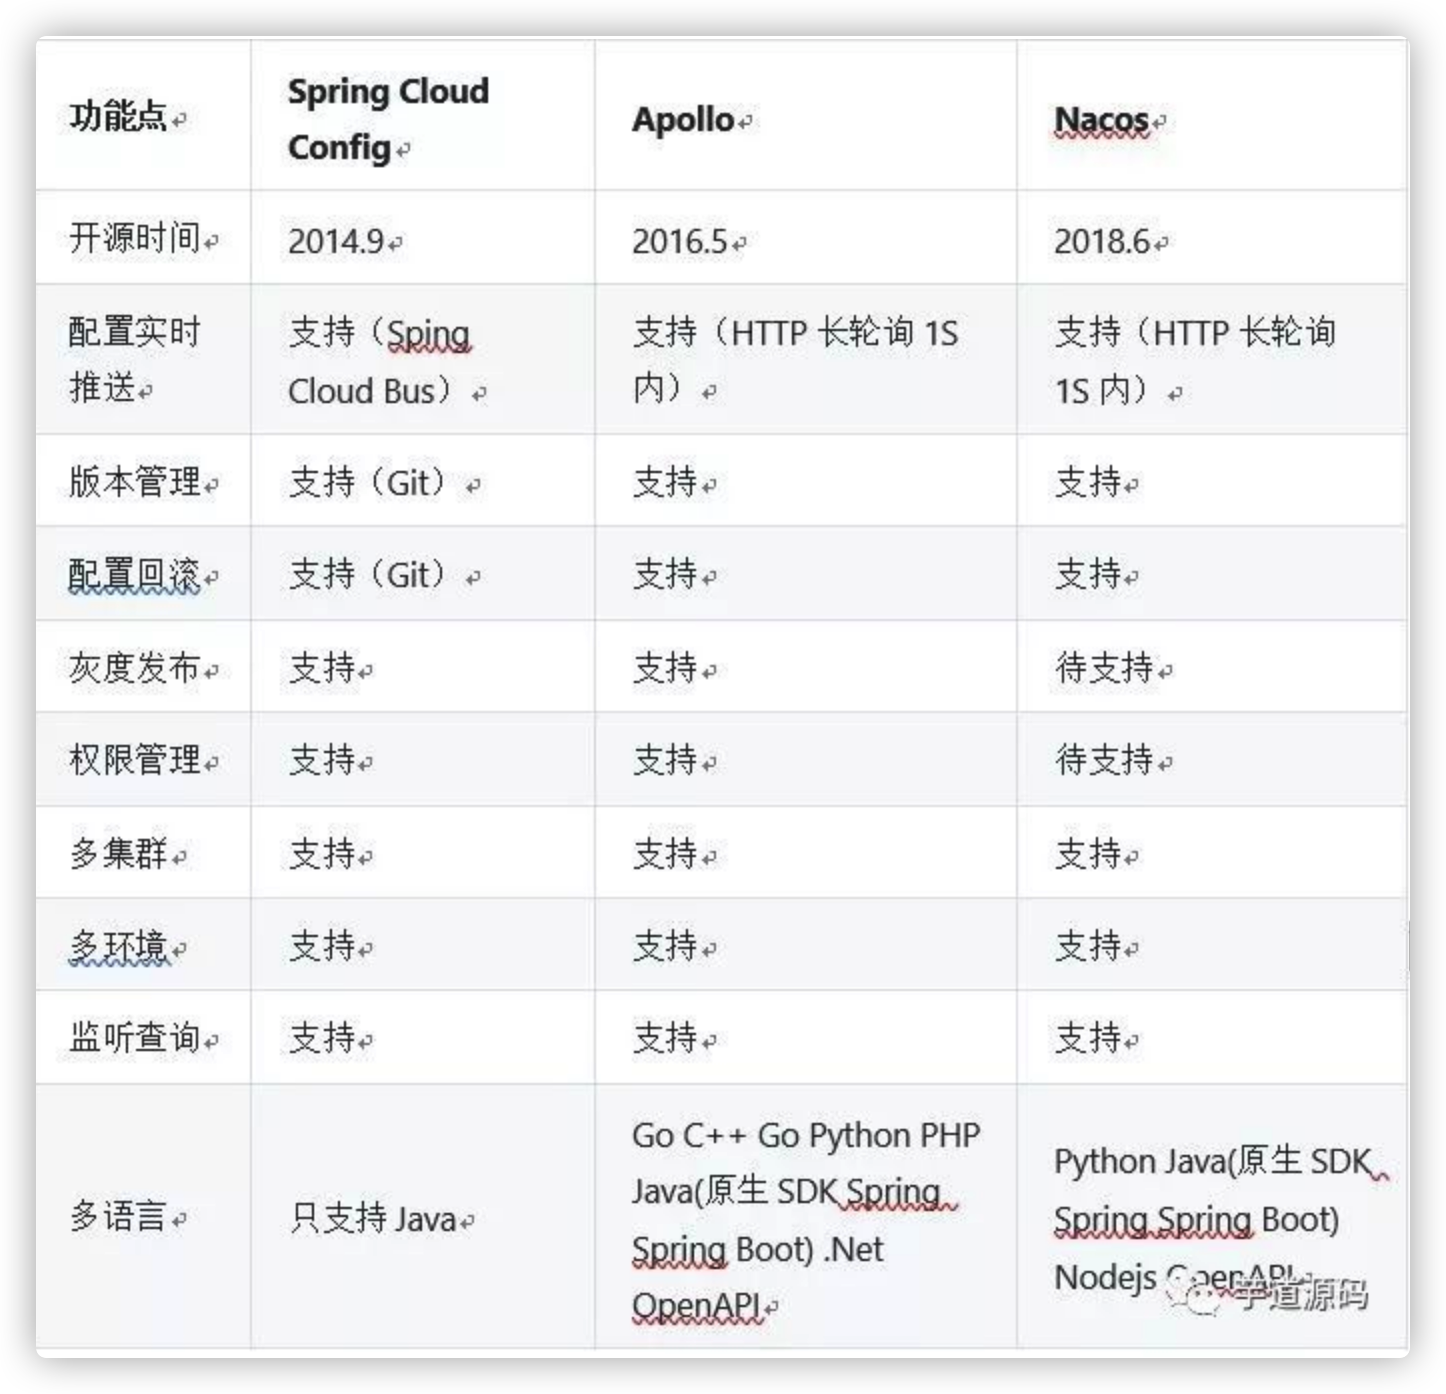 功能点
Spring Cloud
Config
Apollo
Nacos
开源时间
2014.9
2016.5
2018.6
配置实时
推送
支持（Sping
Cloud Bus）
支持（HTTP 长轮询 1S
内）
支持（HTTP 长轮询
1S 内）
版本管理
支持（Git）
支持
支持
配置回滚
支持（Git）
支持
支持
灰度发布
支持
支持
待支持
权限管理
支持
支持
待支持
多集群
支持
支持
支持
多环境
支持
支持
支持
监听查询
支持
支持
支持
多语言
只支持 Java
Go C++ Go Python PHP
Java(原生 SDK Spring
Spring Boot) .Net
OpenAPI
Python Java(原生 SDK
Spring Spring Boot)
Nodejs OpenAPI
芋道源码